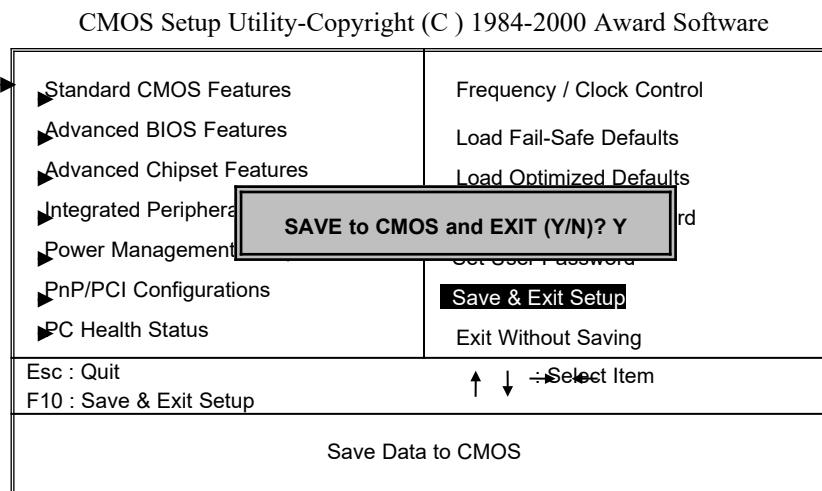 CMOS Setup Utility-Copyright (C ) 1984-2000 Award Software
Standard CMOS Features
Advanced BIOS Features
Advanced Chipset Features
Integrated
Power Management
PnP/PCI Configurations
PC Health Status
Frequency / Clock Control
Load Fail-Safe Defaults
Load Optimized Defaults
Set User Password
Save & Exit Setup
Exit Without Saving
SAVE to CMOS and EXIT (Y/N)? Y
Esc : Quit
F10 : Save & Exit Setup
↑ ↓ → ← : Select Item
Save Data to CMOS